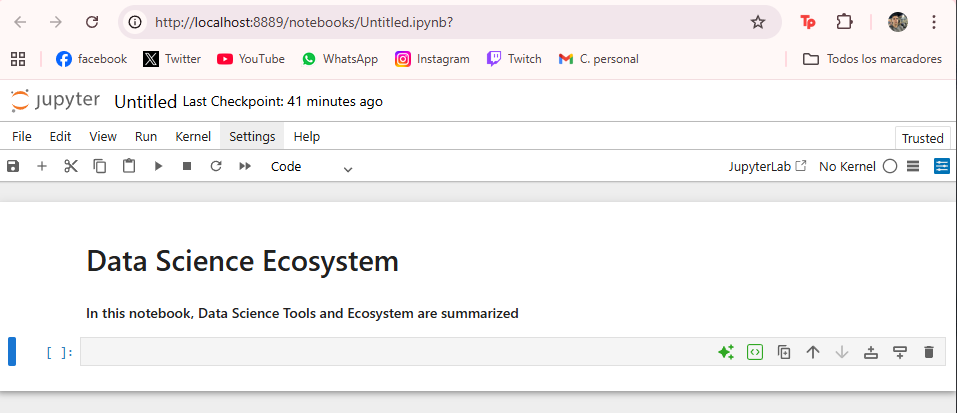 http://localhost:8889/notebooks/Untitled.ipynb?
Tp
facebook Twitter YouTube WhatsApp Instagram Twitch C. personal Todos los marcadores
jupyter Untitled Last Checkpoint: 41 minutes ago
File Edit View Run Kernel Settings Help Trusted
Code JupyterLab No Kernel
Data Science Ecosystem
In this notebook, Data Science Tools and Ecosystem are summarized
[ ]: